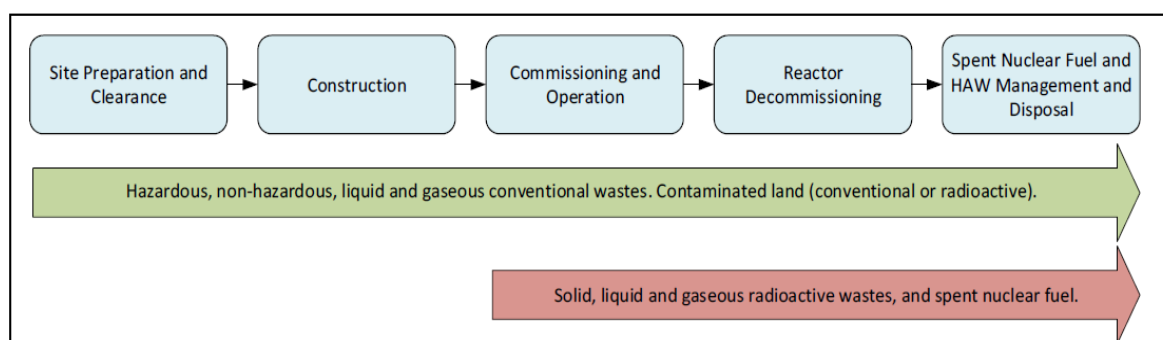 Site Preparation and
Clearance
Construction
Commissioning and
Operation
Reactor
Decommissioning
Spent Nuclear Fuel and
HAW Management and
Disposal
Hazardous, non-hazardous, liquid and gaseous conventional wastes. Contaminated land (conventional or radioactive).
Solid, liquid and gaseous radioactive wastes, and spent nuclear fuel.